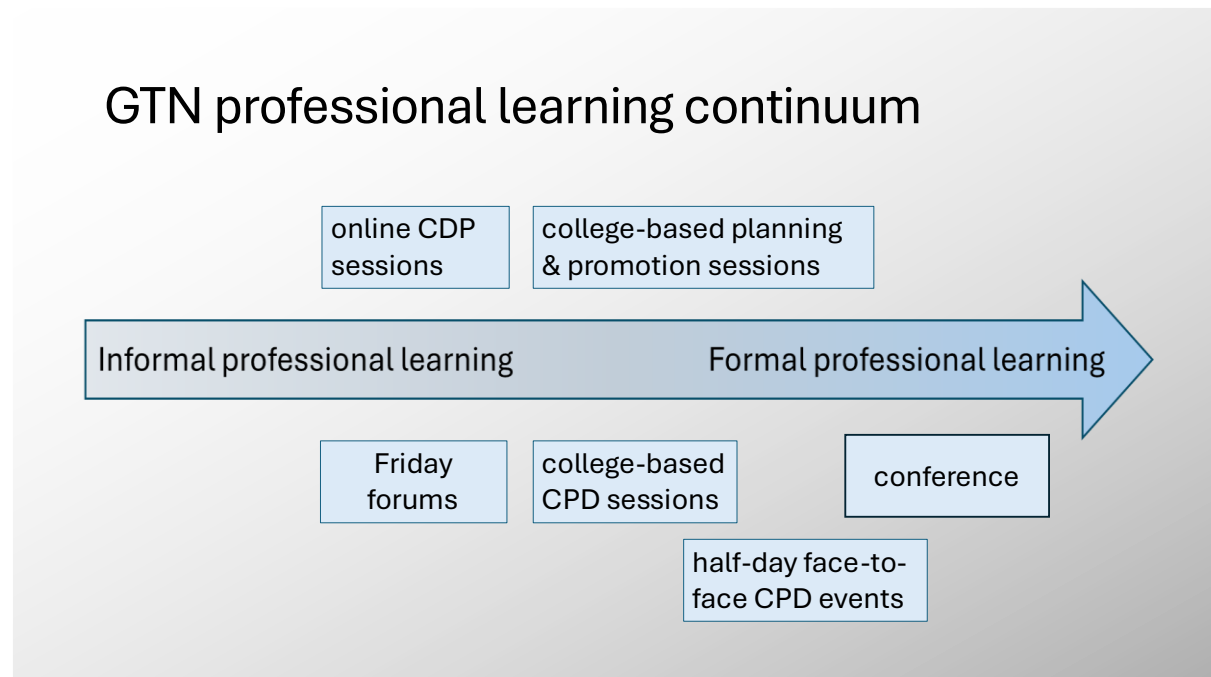 GTN professional learning continuum
online CDP
sessions
college-based planning
& promotion sessions
Informal professional learning
Formal professional learning
Friday
forums
college-based
CPD sessions
conference
half-day face-to-
face CPD events